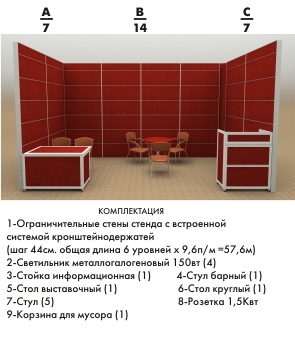 A B C
7 14 7
КОМПЛЕКТАЦИЯ
1-Ограничительные стены стенда с встроенной
системой кронштейнодержатей
(шаг 44см. общая длина 6 уровней х 9,6п/м =57,6м)
2-Светильник металлогалогеновый 150вт (4)
3-Стойка информационная (1) 4-Стул барный (1)
5-Стол выставочный (1) 6-Стол круглый (1)
7-Стул (5) 8-Розетка 1,5Квт
9-Корзина для мусора (1)